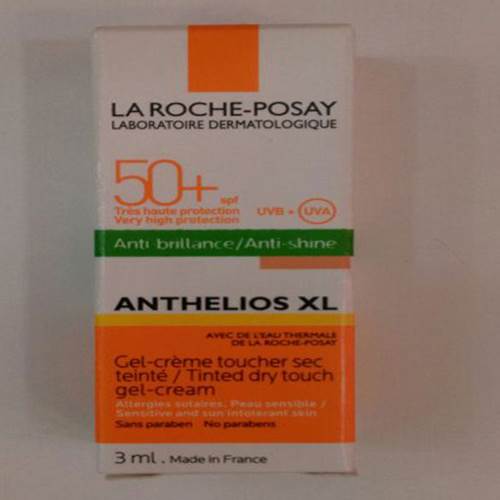 LA ROCHE-POSAY
LABORATOIRE DERMATOLOGIQUE
50+ spf
Très haute protection
Very high protection
UVB + UVA
Anti brillance/Anti-shine
ANTHELIOS XL
AVEC DE L'EAU THERMALE
DE LA ROCHE-POSAY
Gel-crème toucher sec
teinté / Tinted dry touch
gel-cream
Allergies solaires, Peau sensible /
Sensitive and sun intolerant skin
Sans paraben No parabens
3 ml . Made in France